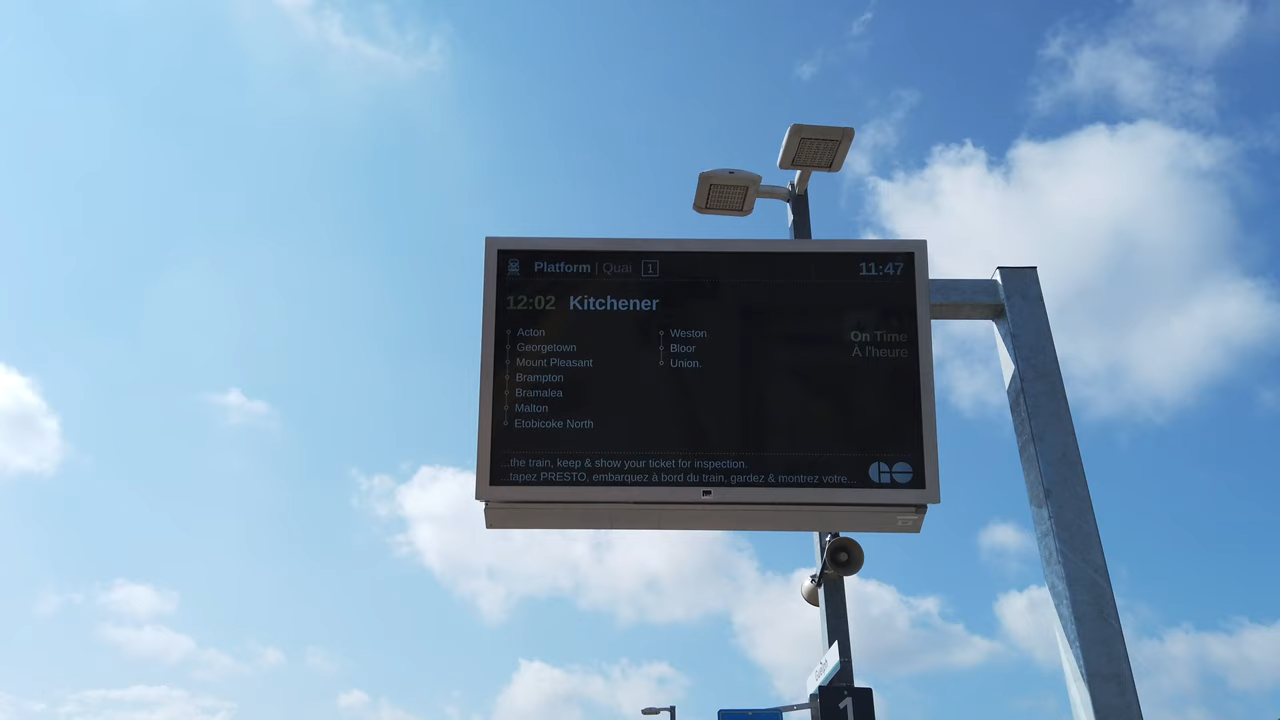 Platform | Quai 1 11:47
12:02 Kitchener
On Time
À l'heure
Acton
Georgetown
Mount Pleasant
Brampton
Bramalea
Malton
Etobicoke North
Weston
Bloor
Union.
...the train, keep & show your ticket for inspection.
...tapez PRESTO, embarquez à bord du train, gardez & montrez votre...
GO
Guelph
1